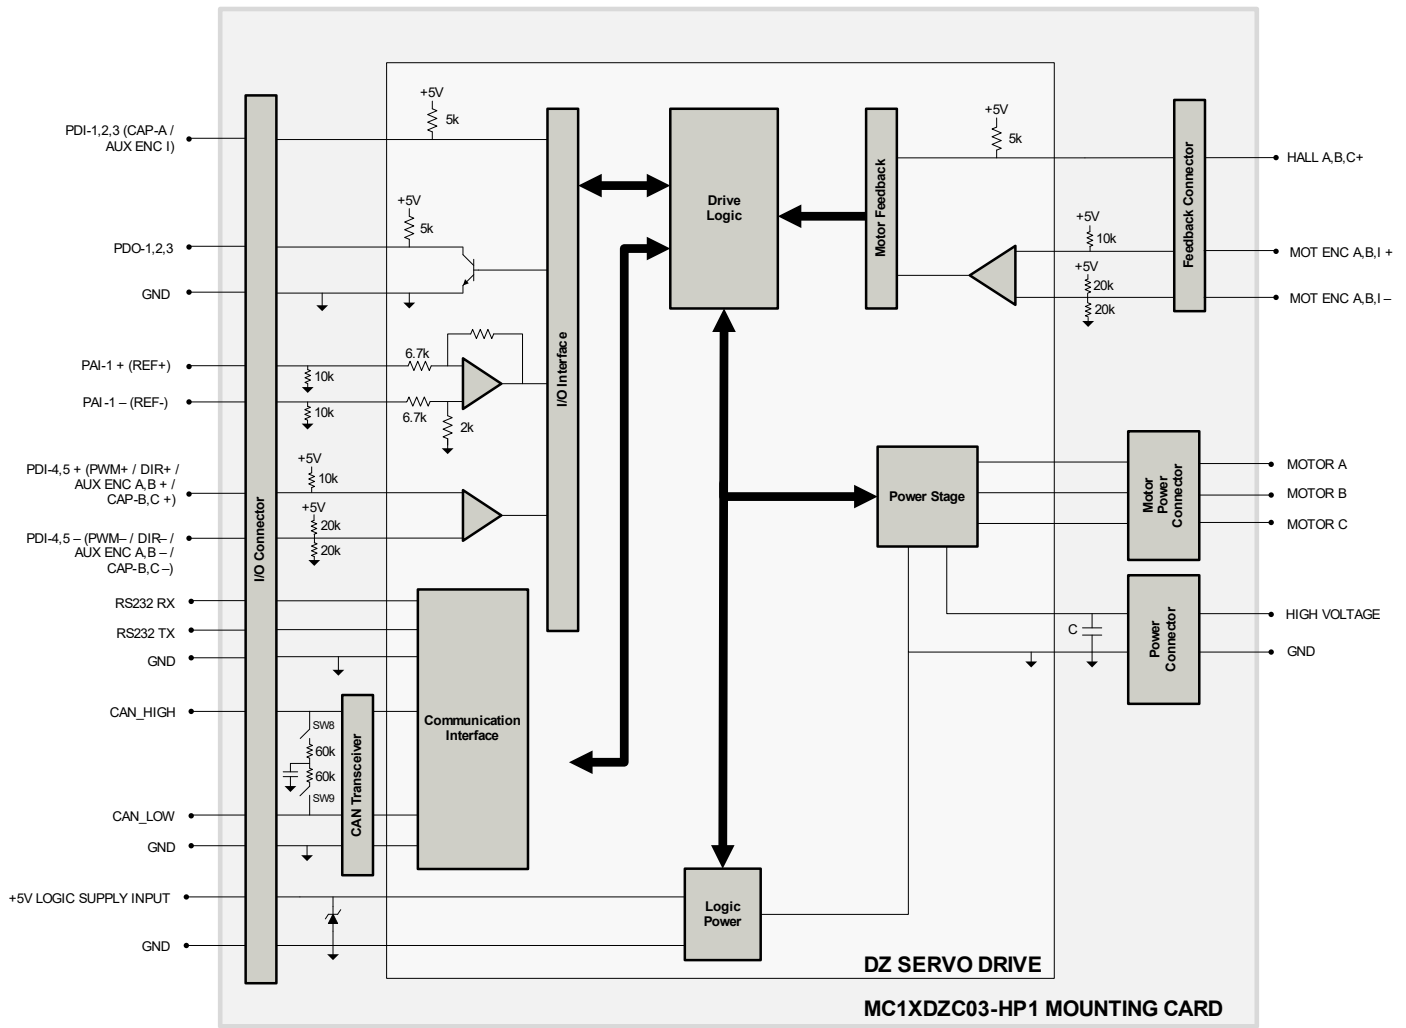 PDI-1,2,3 (CAP-A /
AUX ENC I)
PDO-1,2,3
GND
PAI-1 + (REF+)
PAI-1 – (REF-)
PDI-4,5 + (PWM+ / DIR+ /
AUX ENC A,B + /
CAP-B,C +)
PDI-4,5 – (PWM– / DIR– /
AUX ENC A,B – /
CAP-B,C –)
RS232 RX
RS232 TX
GND
CAN_HIGH
CAN_LOW
GND
+5V LOGIC SUPPLY INPUT
GND
I/O Connector
+5V
5k
+5V
5k
6.7k
10k
10k
6.7k
2k
+5V
10k
+5V
20k
20k
SW8
60k
60k
SW9
CAN Transceiver
Communication
Interface
I/O Interface
Drive
Logic
Motor Feedback
+5V
5k
+5V
10k
+5V
20k
20k
Feedback Connector
HALL A,B,C+
MOT ENC A,B,I +
MOT ENC A,B,I –
Power Stage
Motor
Power
Connector
MOTOR A
MOTOR B
MOTOR C
C
Power
Connector
HIGH VOLTAGE
GND
Logic
Power
DZ SERVO DRIVE
MC1XDZC03-HP1 MOUNTING CARD